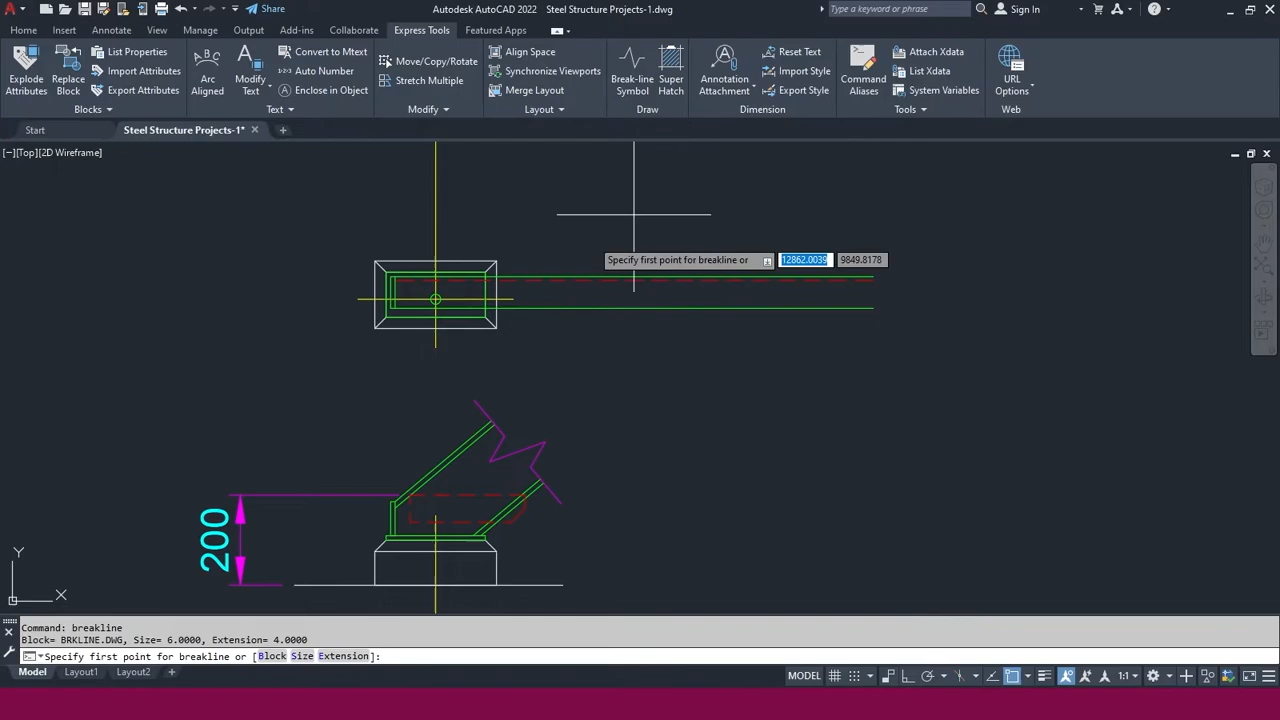 Share
Autodesk AutoCAD 2022 Steel Structure Projects-1.dwg
Type a keyword or phrase
Sign In
Home Insert Annotate View Manage Output Add-ins Collaborate Express Tools Featured Apps
Explode Attributes
Replace Block
List Properties
Import Attributes
Export Attributes
Blocks
Arc Aligned
Modify Text
Convert to Mtext
Auto Number
Enclose in Object
Text
Move/Copy/Rotate
Stretch Multiple
Modify
Align Space
Synchronize Viewports
Merge Layout
Layout
Break-line Symbol
Super Hatch
Draw
Annotation Attachment
Reset Text
Import Style
Export Style
Dimension
Command Aliases
Attach Xdata
List Xdata
System Variables
Tools
URL Options
Web
Start
Steel Structure Projects-1*
[−][Top][2D Wireframe]
Specify first point for breakline or 12862.0039 9849.8178
200
Y
X
Command: breakline
Block= BRKLINE.DWG, Size= 6.0000, Extension= 4.0000
Specify first point for breakline or [Block Size Extension]:
Model Layout1 Layout2
MODEL
1:1